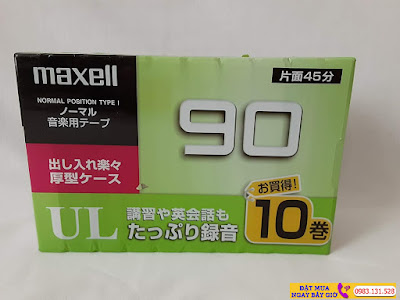 maxell
NORMAL POSITION TYPE I
ノーマル
音楽用テープ
片面45分
90
出し入れ楽々
厚型ケース
お買得!
10巻
UL
講習や英会話も
たっぷり録音
ĐẶT MUA
NGAY BÂY GIỜ
0983.131.528